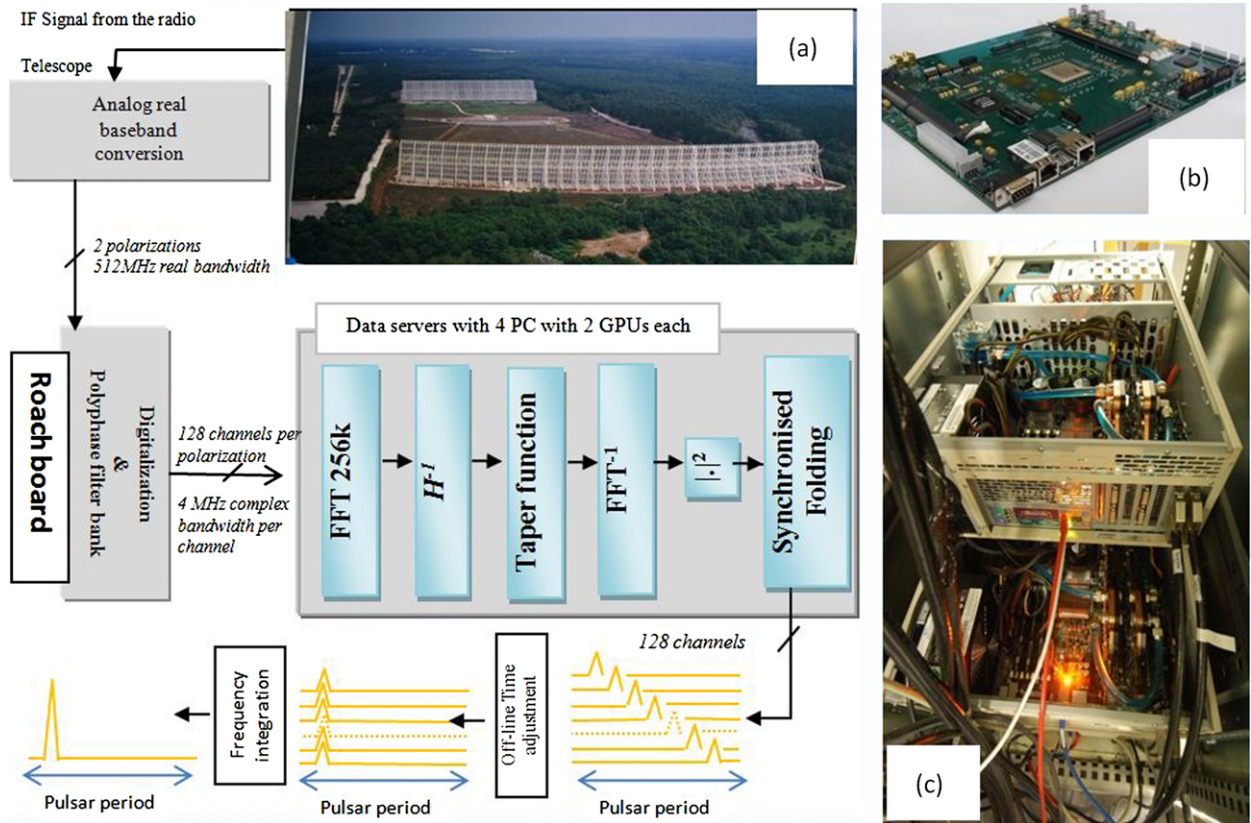 IF Signal from the radio
Telescope
Analog real
baseband
conversion
(a)
(b)
2 polarizations
512MHz real bandwidth
Roach board
Digitalization
&
Polyphase filter bank
128 channels per
polarization
4 MHz complex
bandwidth per
channel
Data servers with 4 PC with 2 GPUs each
FFT 256k
H⁻¹
Taper function
FFT⁻¹
|·|²
Synchronised
Folding
128 channels
Off-line Time
adjustment
Frequency
integration
Pulsar period
Pulsar period
Pulsar period
(c)